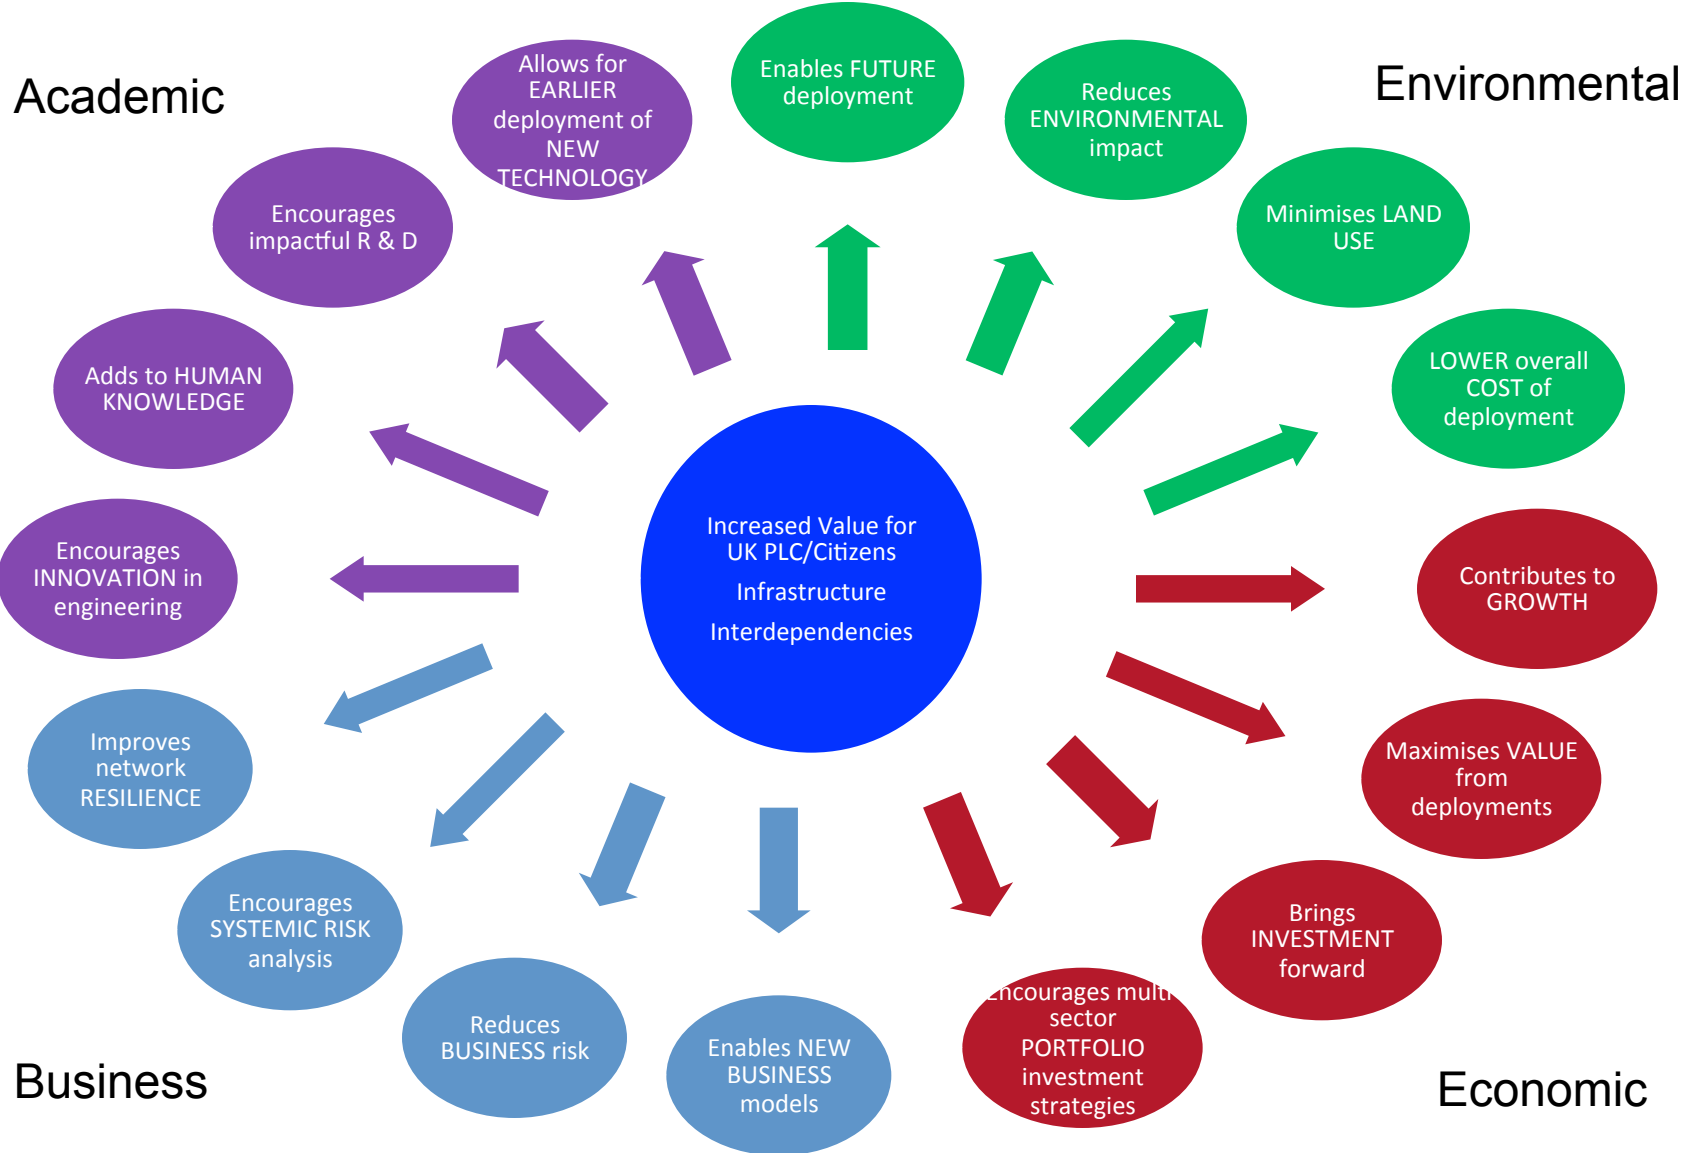 Academic
Environmental
Allows for
EARLIER
deployment of
NEW
TECHNOLOGY
Enables FUTURE
deployment
Reduces
ENVIRONMENTAL
impact
Encourages
impactful R & D
Minimises LAND
USE
Adds to HUMAN
KNOWLEDGE
LOWER overall
COST of
deployment
Increased Value for
UK PLC/Citizens
Infrastructure
Interdependencies
Encourages
INNOVATION in
engineering
Contributes to
GROWTH
Improves
network
RESILIENCE
Maximises VALUE
from
deployments
Encourages
SYSTEMIC RISK
analysis
Brings
INVESTMENT
forward
Reduces
BUSINESS risk
Enables NEW
BUSINESS
models
Encourages multi
sector
PORTFOLIO
investment
strategies
Business
Economic